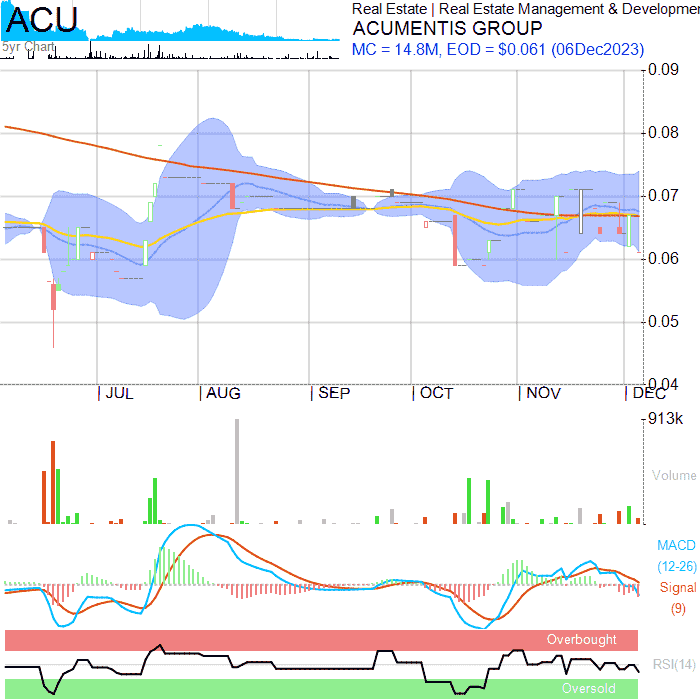 ACU
5yr Chart
Real Estate | Real Estate Management & Developmen
ACUMENTIS GROUP
MC = 14.8M, EOD = $0.061 (06Dec2023)
0.09
0.08
0.07
0.06
0.05
0.04
JUL AUG SEP OCT NOV DEC
913k
Volume
MACD
(12-26)
Signal
(9)
Overbought
RSI(14)
Oversold